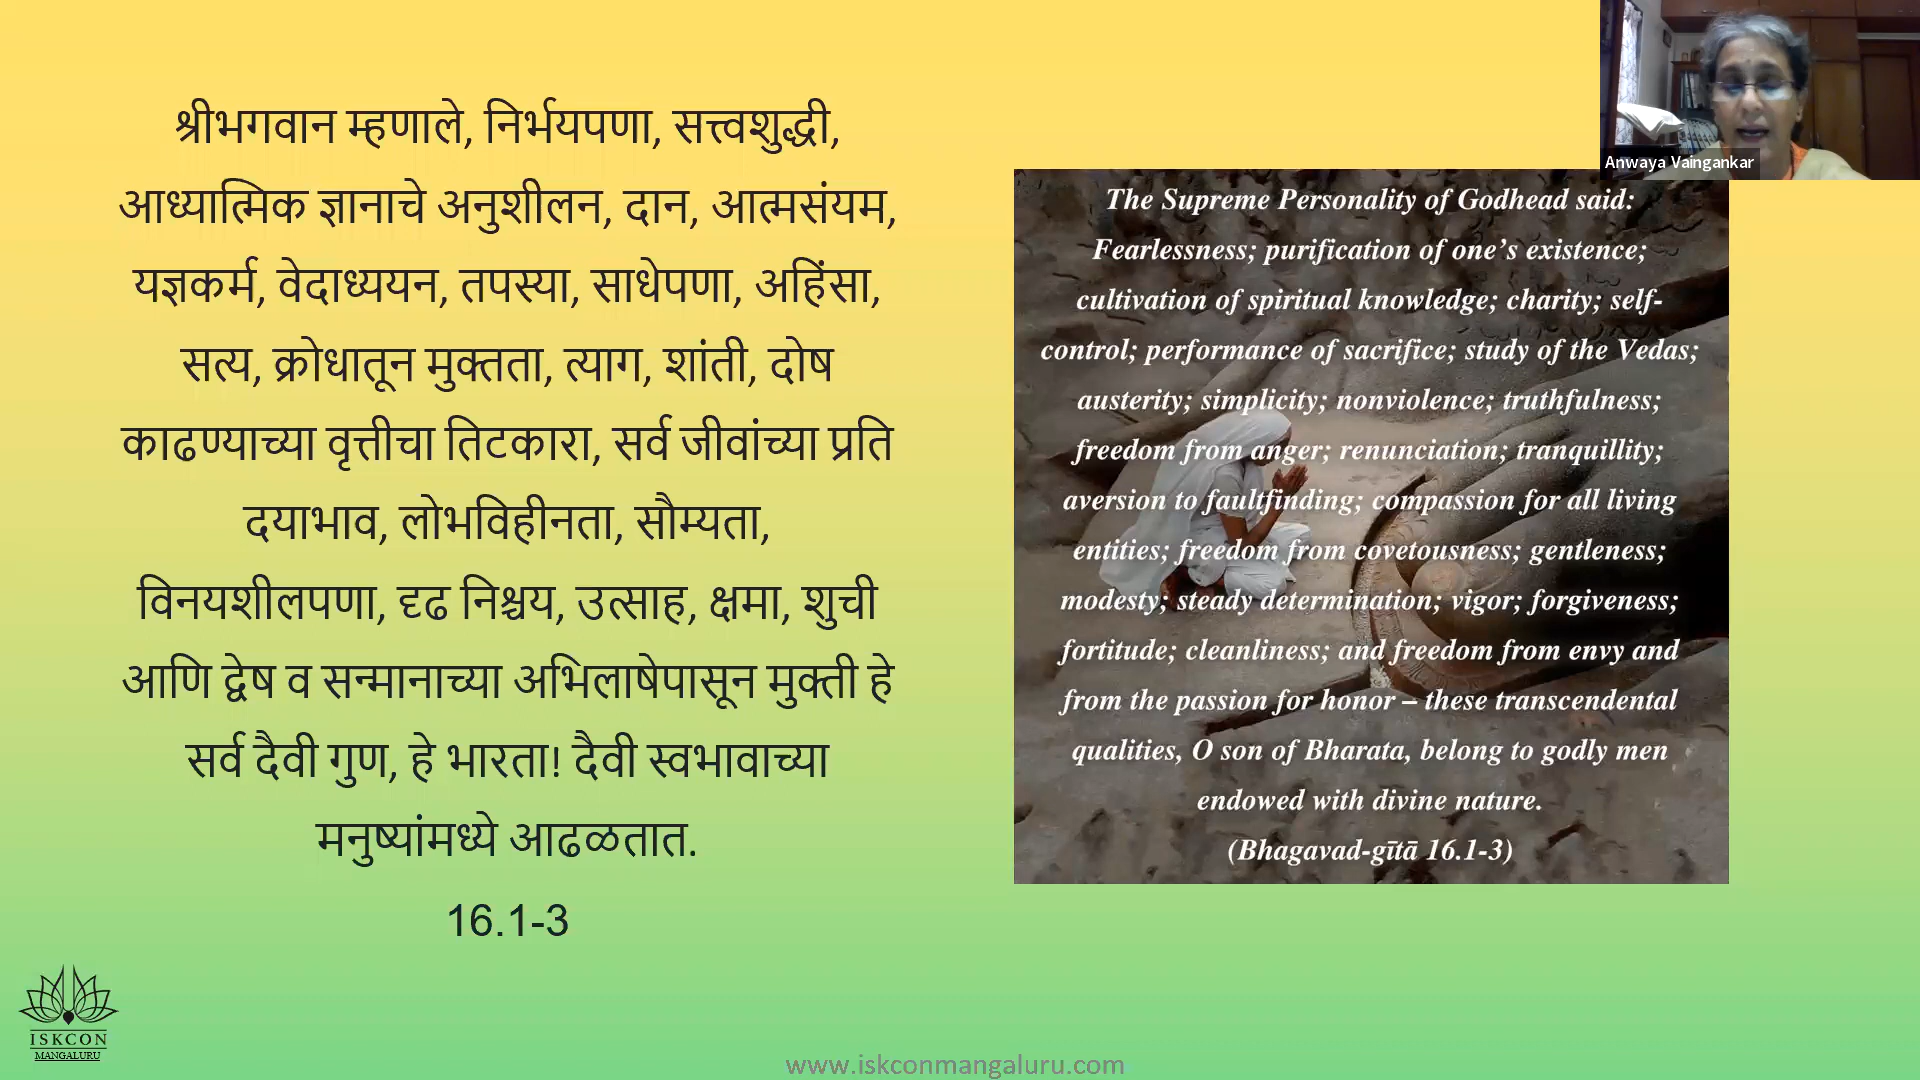 श्रीभगवान म्हणाले, निर्भयपणा, सत्त्वशुद्धी,
आध्यात्मिक ज्ञानाचे अनुशीलन, दान, आत्मसंयम,
यज्ञकर्म, वेदाध्ययन, तपस्या, साधेपणा, अहिंसा,
सत्य, क्रोधातून मुक्तता, त्याग, शांती, दोष
काढण्याच्या वृत्तीचा तिटकारा, सर्व जीवांच्या प्रति
दयाभाव, लोभविहीनता, सौम्यता,
विनयशीलपणा, दृढ निश्चय, उत्साह, क्षमा, शुची
आणि द्वेष व सन्मानाच्या अभिलाषेपासून मुक्ती हे
सर्व दैवी गुण, हे भारता! दैवी स्वभावाच्या
मनुष्यांमध्ये आढळतात.
16.1-3
Anwaya Vaingankar
The Supreme Personality of Godhead said:
Fearlessness; purification of one’s existence;
cultivation of spiritual knowledge; charity; self-
control; performance of sacrifice; study of the Vedas;
austerity; simplicity; nonviolence; truthfulness;
freedom from anger; renunciation; tranquillity;
aversion to faultfinding; compassion for all living
entities; freedom from covetousness; gentleness;
modesty; steady determination; vigor; forgiveness;
fortitude; cleanliness; and freedom from envy and
from the passion for honor – these transcendental
qualities, O son of Bharata, belong to godly men
endowed with divine nature.
(Bhagavad-gītā 16.1-3)
ISKCON
MANGALURU
www.iskconmangaluru.com